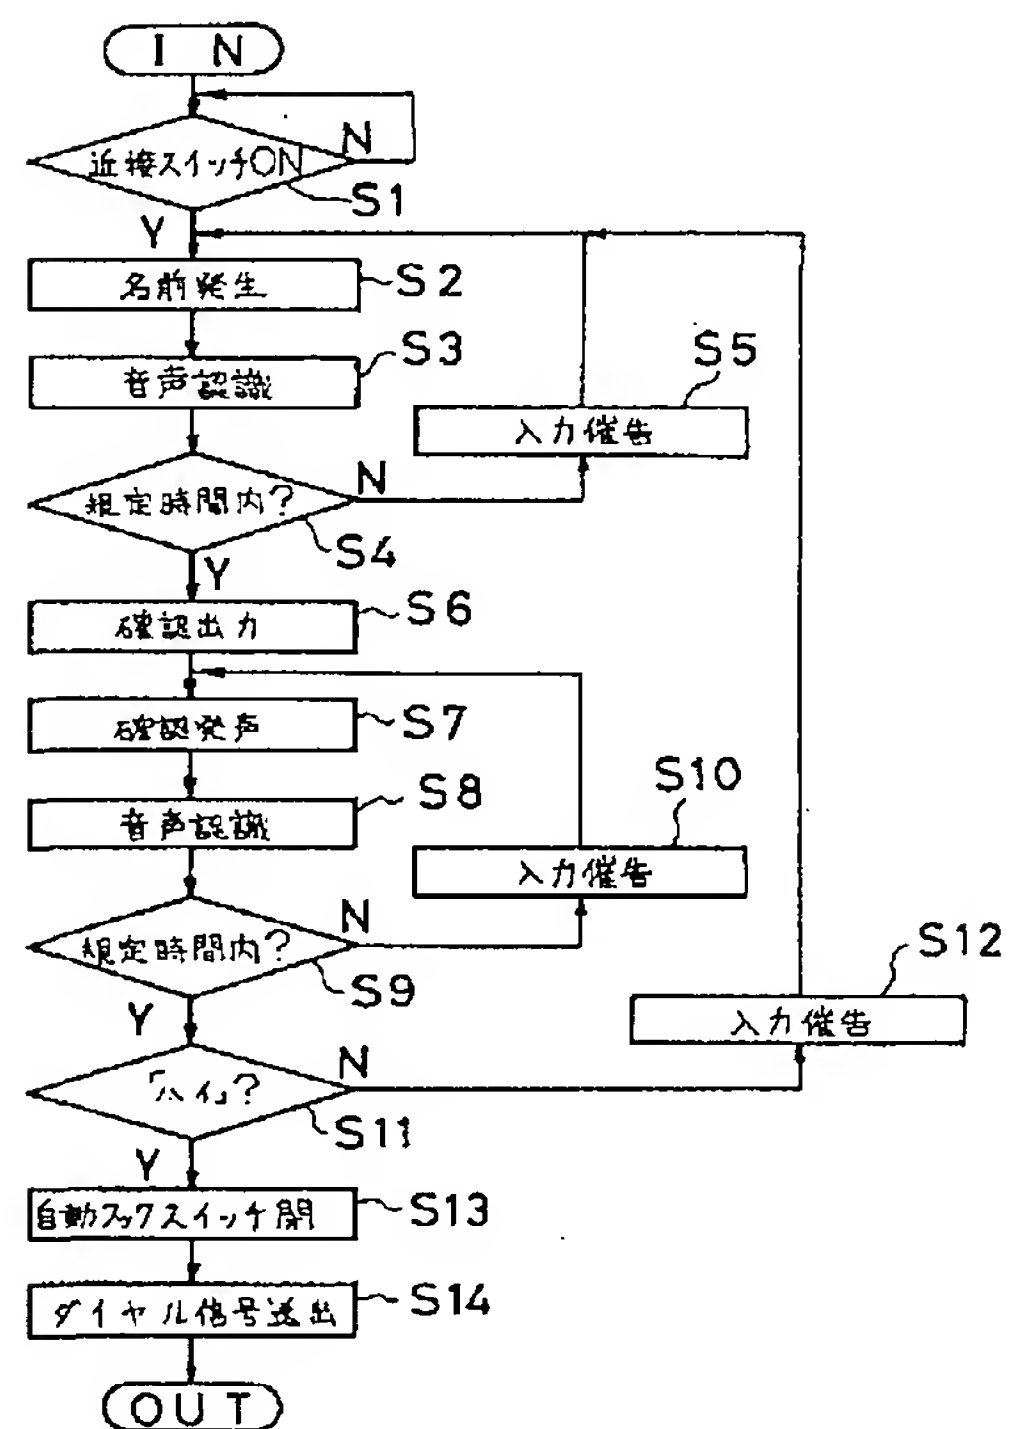 IN
近接スイッチON
N
S1
Y
名前発生
S2
音声認識
S3
S5
入力催告
規定時間内?
N
S4
Y
確認出力
S6
確認発声
S7
音声認識
S8
S10
入力催告
規定時間内?
N
S9
S12
入力催告
Y
「ハイ」?
N
S11
Y
自動フックスイッチ閉
S13
ダイヤル信号送出
S14
OUT